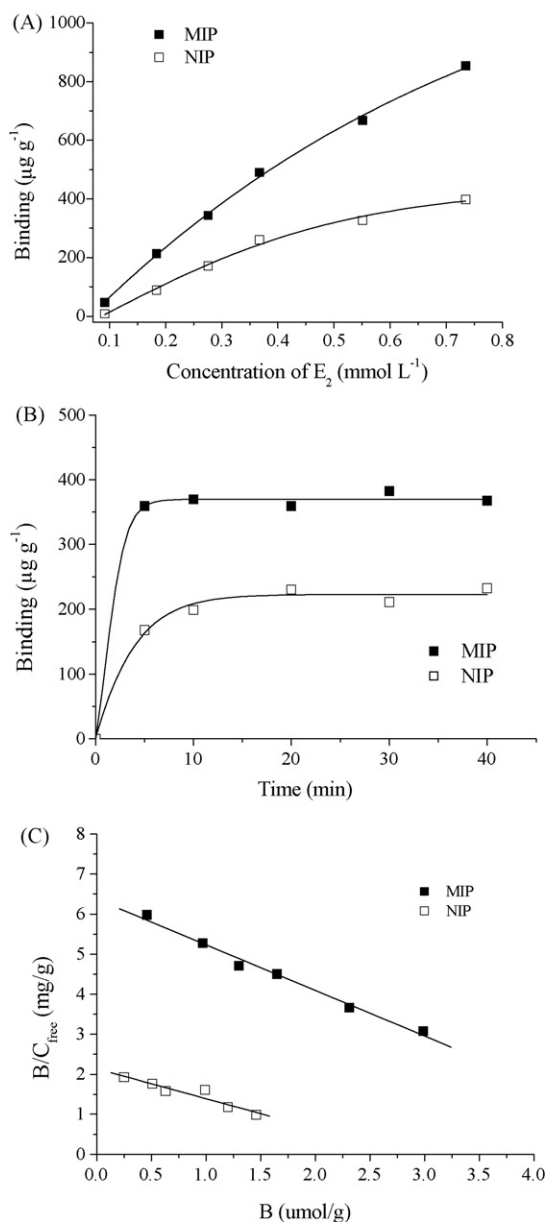 (A)
MIP
NIP
Binding (µg g⁻¹)
1000
800
600
400
200
0
0.1 0.2 0.3 0.4 0.5 0.6 0.7 0.8
Concentration of E₂ (mmol L⁻¹)
(B)
500
400
300
200
100
0
Binding (µg g⁻¹)
MIP
NIP
0 10 20 30 40
Time (min)
(C)
8
7
6
5
4
3
2
1
0
B/C_free (mg/g)
MIP
NIP
0.0 0.5 1.0 1.5 2.0 2.5 3.0 3.5 4.0
B (umol/g)